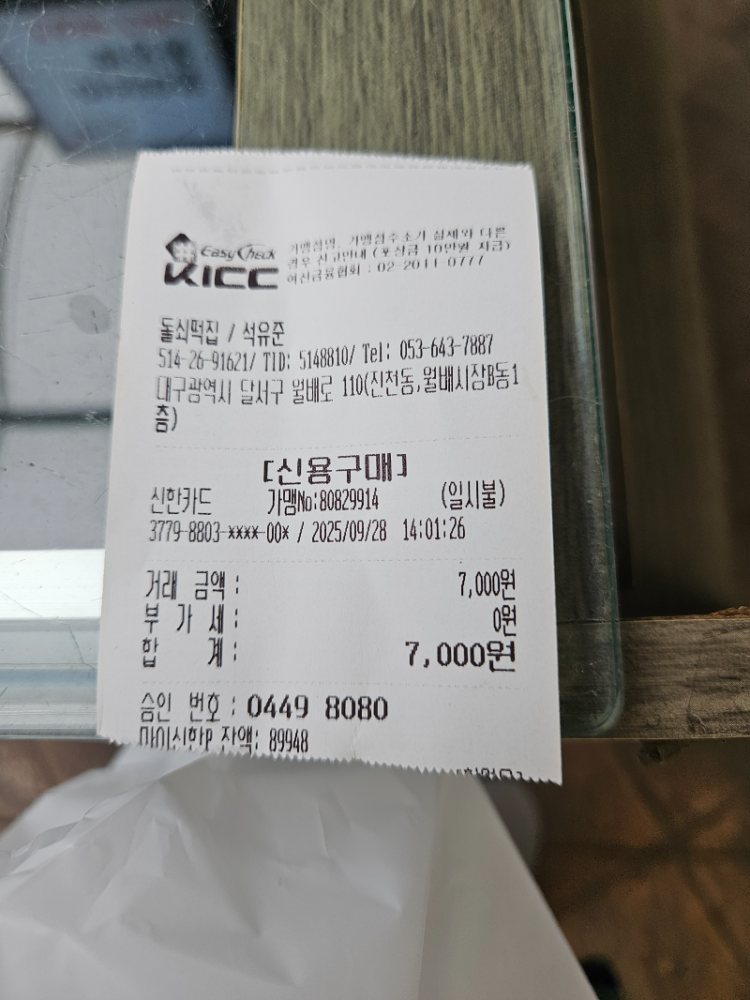 EasyCheck
KICC
가맹점명, 가맹점주소가 실제와 다른
경우 신고안내 (포상금 10만원 지급)
여신금융협회 : 02-2011-0777
돌쇠떡집 / 석유준
514-26-91621/ TID: 5148810/ Tel: 053-643-7887
대구광역시 달서구 월배로 110(진천동,월배시장B동1
층)
[신용구매]
신한카드 가맹No:80829914 (일시불)
3779-8803-****-00* / 2025/09/28 14:01:26
거래 금액 : 7,000원
부 가 세 : 0원
합 계 : 7,000원
승인 번호 : 0449 8080
마이신한P 잔액: 89948